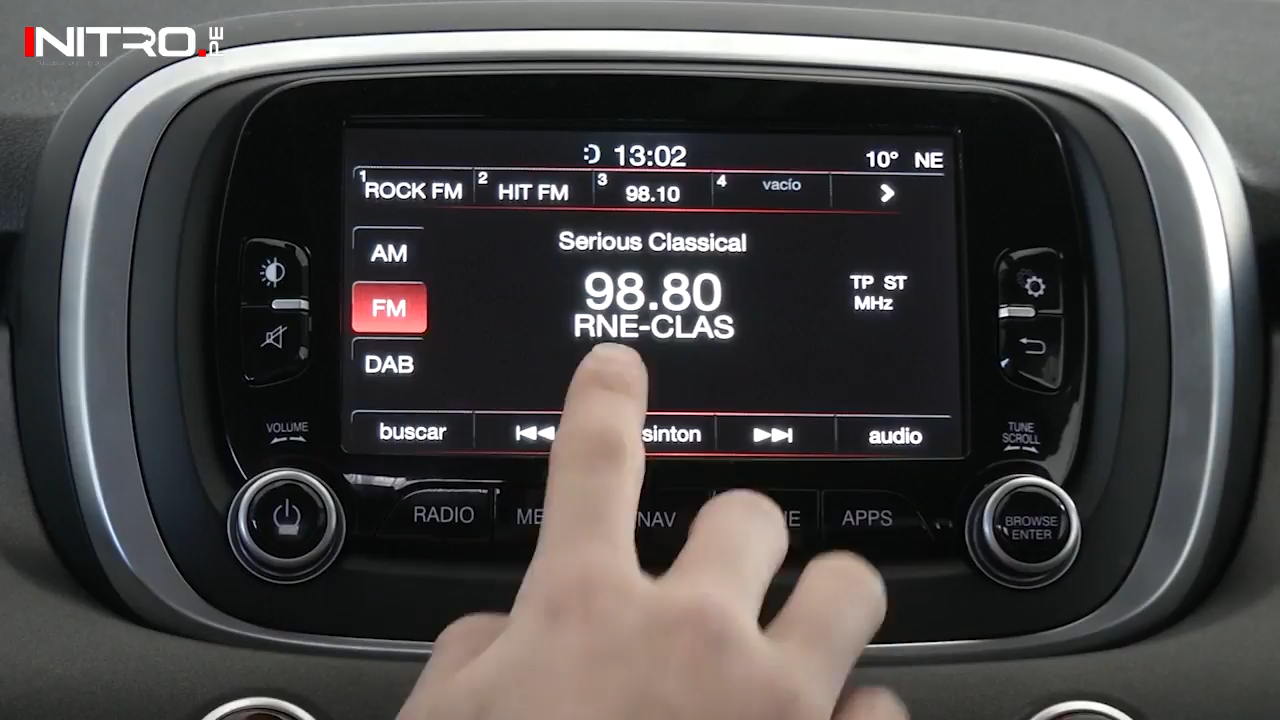 NITRO.PE
13:02
10° NE
1 ROCK FM 2 HIT FM 3 98.10 4 vacío
AM
Serious Classical
FM
98.80
TP ST
MHz
RNE-CLAS
DAB
VOLUME
TUNE
SCROLL
buscar sinton audio
RADIO NAV APPS
BROWSE
ENTER